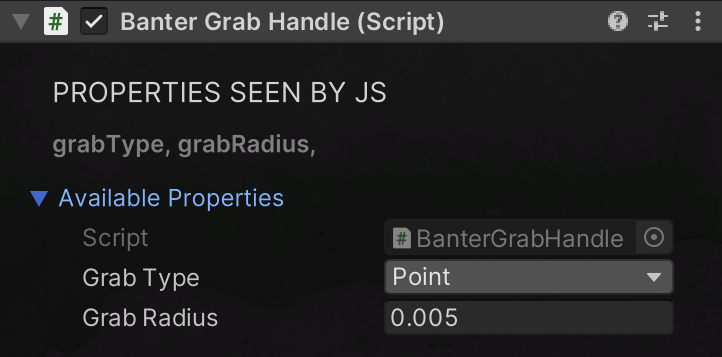 Banter Grab Handle (Script)
PROPERTIES SEEN BY JS
grabType, grabRadius,
Available Properties
Script # BanterGrabHandle
Grab Type Point
Grab Radius 0.005